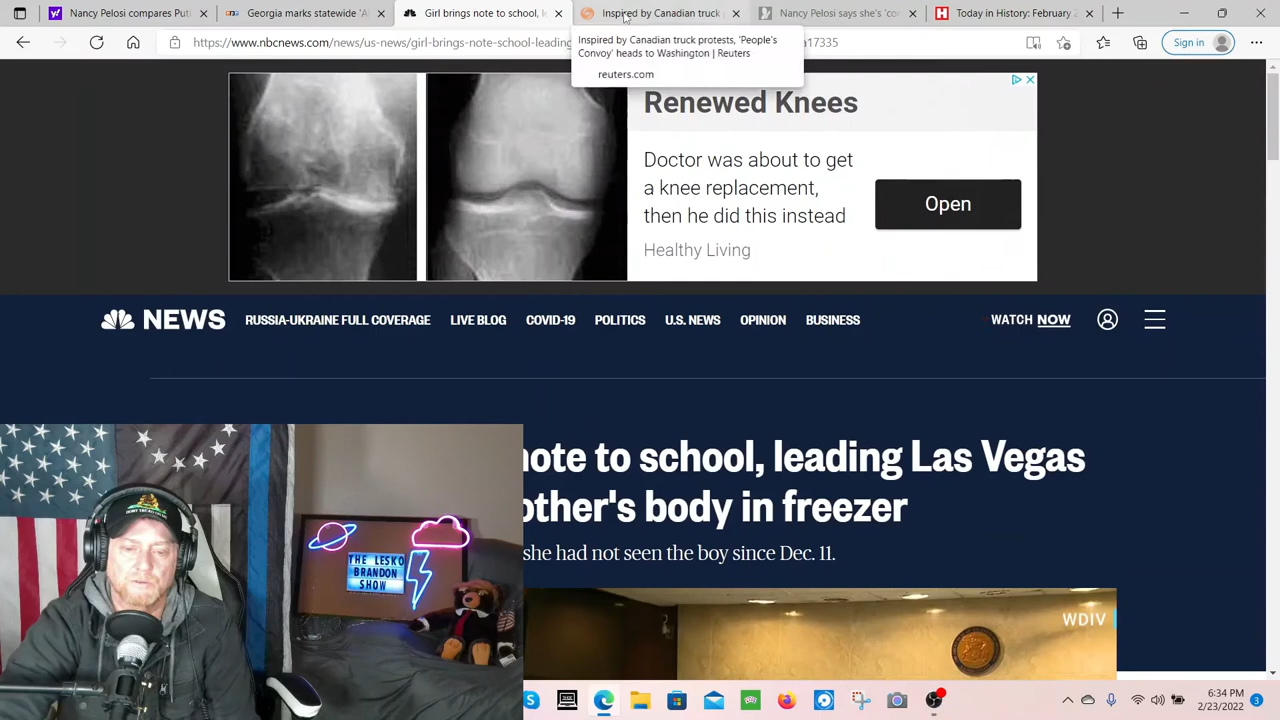 Nancy Pelosi compares Put
Georgia marks statewide 'A
Girl brings note to school, l
Inspired by Canadian truck
Nancy Pelosi says she's 'co
Today in History: February 2
https://www.nbcnews.com/news/us-news/girl-brings-note-school-leading
a17335
Sign in
Inspired by Canadian truck protests, 'People's
Convoy' heads to Washington | Reuters
reuters.com
Renewed Knees
Doctor was about to get
a knee replacement,
then he did this instead
Healthy Living
Open
NEWS
RUSSIA-UKRAINE FULL COVERAGE
LIVE BLOG
COVID-19
POLITICS
U.S. NEWS
OPINION
BUSINESS
WATCH NOW
note to school, leading Las Vegas
other's body in freezer
she had not seen the boy since Dec. 11.
WDIV
THE LESKO
BRANDON
SHOW
6:34 PM
2/23/2022
3